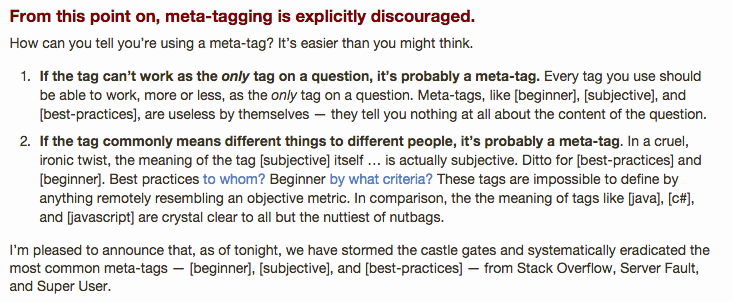 From this point on, meta-tagging is explicitly discouraged.
How can you tell you're using a meta-tag? It's easier than you might think.
1. If the tag can't work as the only tag on a question, it's probably a meta-tag. Every tag you use should
be able to work, more or less, as the only tag on a question. Meta-tags, like [beginner], [subjective], and
[best-practices], are useless by themselves — they tell you nothing at all about the content of the question.
2. If the tag commonly means different things to different people, it's probably a meta-tag. In a cruel,
ironic twist, the meaning of the tag [subjective] itself … is actually subjective. Ditto for [best-practices] and
[beginner]. Best practices to whom? Beginner by what criteria? These tags are impossible to define by
anything remotely resembling an objective metric. In comparison, the the meaning of tags like [java], [c#],
and [javascript] are crystal clear to all but the nuttiest of nutbags.
I'm pleased to announce that, as of tonight, we have stormed the castle gates and systematically eradicated the
most common meta-tags — [beginner], [subjective], and [best-practices] — from Stack Overflow, Server Fault,
and Super User.